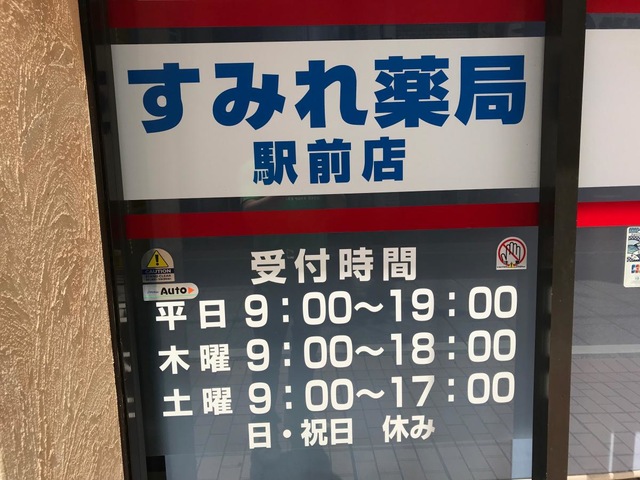 すみれ薬局
駅前店
受付時間
CAUTION
Auto
平日 9：00～19：00
木曜 9：00～18：00
土曜 9：00～17：00
日・祝日 休み
JCB